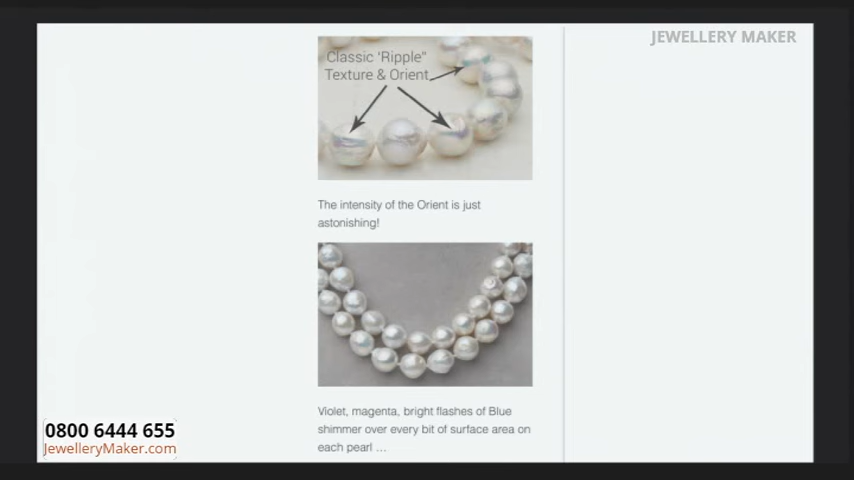 JEWELLERY MAKER
Classic 'Ripple"
Texture & Orient
The intensity of the Orient is just
astonishing!
Violet, magenta, bright flashes of Blue
shimmer over every bit of surface area on
each pearl ...
0800 6444 655
JewelleryMaker.com